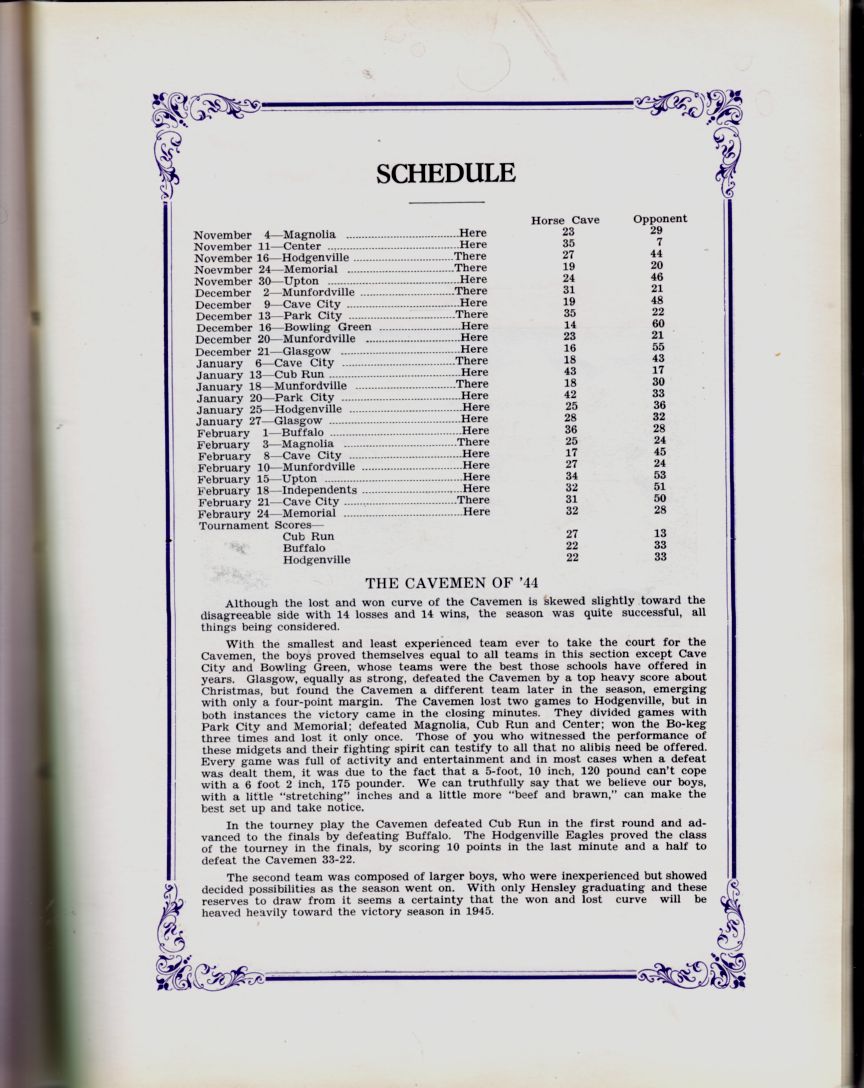 SCHEDULE
Horse Cave Opponent
November 4—Magnolia ........Here 23 29
November 11—Center ........Here 35 7
November 16—Hodgenville ........There 27 44
Noevmber 24—Memorial ........There 19 20
November 30—Upton ........Here 24 46
December 2—Munfordville ........There 31 21
December 9—Cave City ........Here 19 48
December 13—Park City ........There 35 22
December 16—Bowling Green ........Here 14 60
December 20—Munfordville ........Here 23 21
December 21—Glasgow ........Here 16 55
January 6—Cave City ........There 18 43
January 13—Cub Run ........Here 43 17
January 18—Munfordville ........There 18 30
January 20—Park City ........Here 42 33
January 25—Hodgenville ........Here 25 36
January 27—Glasgow ........Here 28 32
February 1—Buffalo ........Here 36 28
February 3—Magnolia ........There 25 24
February 8—Cave City ........Here 17 45
February 10—Munfordville ........Here 27 24
February 15—Upton ........Here 34 53
February 18—Independents ........Here 32 51
February 21—Cave City ........There 31 50
Febraury 24—Memorial ........Here 32 28
Tournament Scores—
Cub Run 27 13
Buffalo 22 33
Hodgenville 22 33
THE CAVEMEN OF '44
Although the lost and won curve of the Cavemen is skewed slightly toward the
disagreeable side with 14 losses and 14 wins, the season was quite successful, all
things being considered.
With the smallest and least experienced team ever to take the court for the
Cavemen, the boys proved themselves equal to all teams in this section except Cave
City and Bowling Green, whose teams were the best those schools have offered in
years. Glasgow, equally as strong, defeated the Cavemen by a top heavy score about
Christmas, but found the Cavemen a different team later in the season, emerging
with only a four-point margin. The Cavemen lost two games to Hodgenville, but in
both instances the victory came in the closing minutes. They divided games with
Park City and Memorial; defeated Magnolia, Cub Run and Center; won the Bo-keg
three times and lost it only once. Those of you who witnessed the performance of
these midgets and their fighting spirit can testify to all that no alibis need be offered.
Every game was full of activity and entertainment and in most cases when a defeat
was dealt them, it was due to the fact that a 5-foot, 10 inch, 120 pound can't cope
with a 6 foot 2 inch, 175 pounder. We can truthfully say that we believe our boys,
with a little "stretching" inches and a little more "beef and brawn," can make the
best set up and take notice.
In the tourney play the Cavemen defeated Cub Run in the first round and ad-
vanced to the finals by defeating Buffalo. The Hodgenville Eagles proved the class
of the tourney in the finals, by scoring 10 points in the last minute and a half to
defeat the Cavemen 33-22.
The second team was composed of larger boys, who were inexperienced but showed
decided possibilities as the season went on. With only Hensley graduating and these
reserves to draw from it seems a certainty that the won and lost curve will be
heaved heavily toward the victory season in 1945.